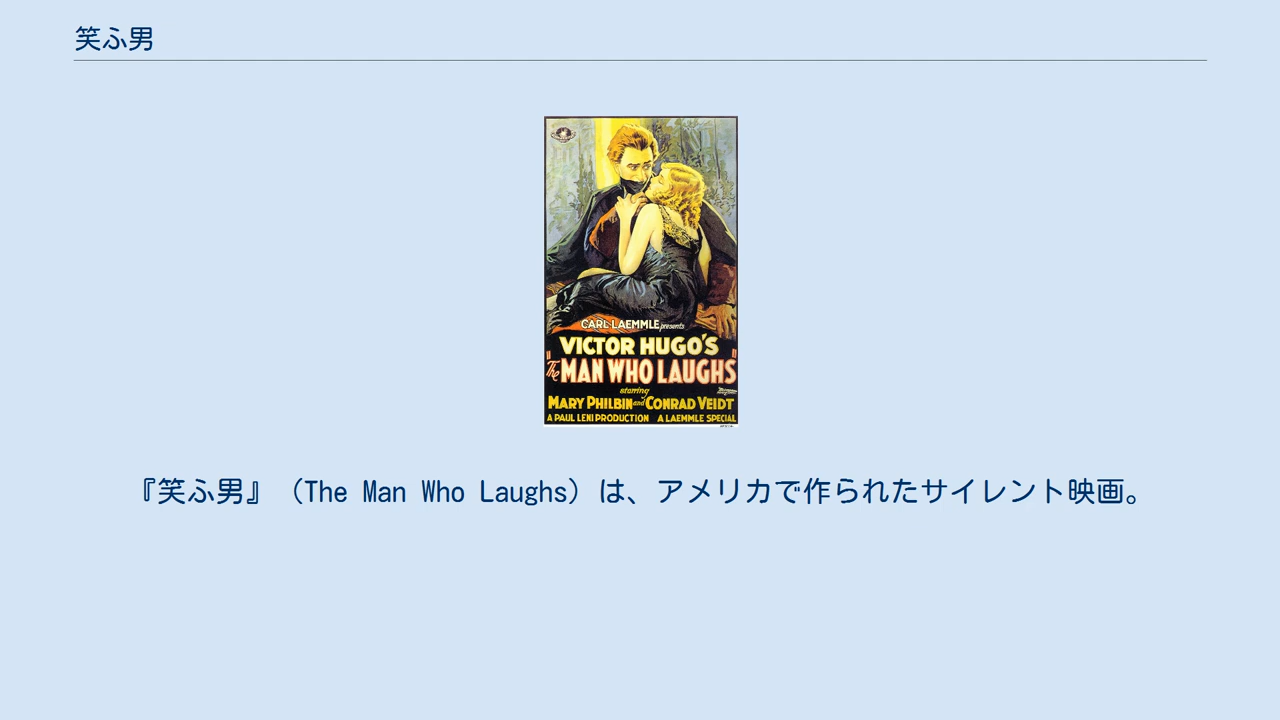 笑ふ男
CARL LAEMMLE presents
VICTOR HUGO'S
"The MAN WHO LAUGHS"
starring
MARY PHILBIN and CONRAD VEIDT
A PAUL LENI PRODUCTION A LAEMMLE SPECIAL
『笑ふ男』（The Man Who Laughs）は、アメリカで作られたサイレント映画。